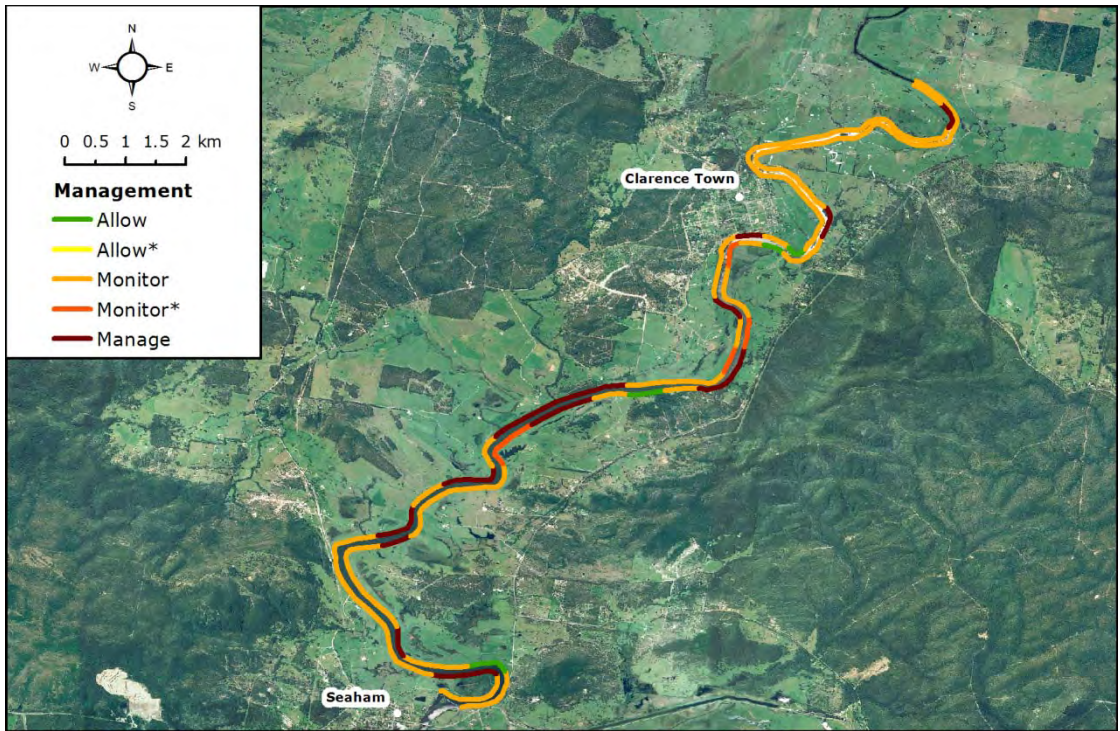 N
W E
S
0 0.5 1 1.5 2 km
Management
Allow
Allow*
Monitor
Monitor*
Manage
Clarence Town
Seaham